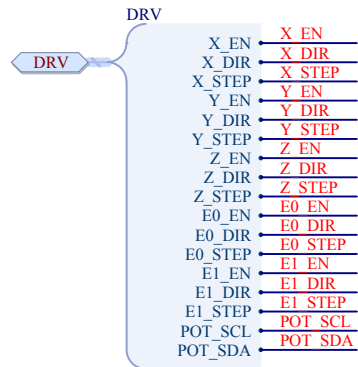 DRV
DRV
X_EN X_EN
X_DIR X_DIR
X_STEP X_STEP
Y_EN Y_EN
Y_DIR Y_DIR
Y_STEP Y_STEP
Z_EN Z_EN
Z_DIR Z_DIR
Z_STEP Z_STEP
E0_EN E0_EN
E0_DIR E0_DIR
E0_STEP E0_STEP
E1_EN E1_EN
E1_DIR E1_DIR
E1_STEP E1_STEP
POT_SCL POT_SCL
POT_SDA POT_SDA